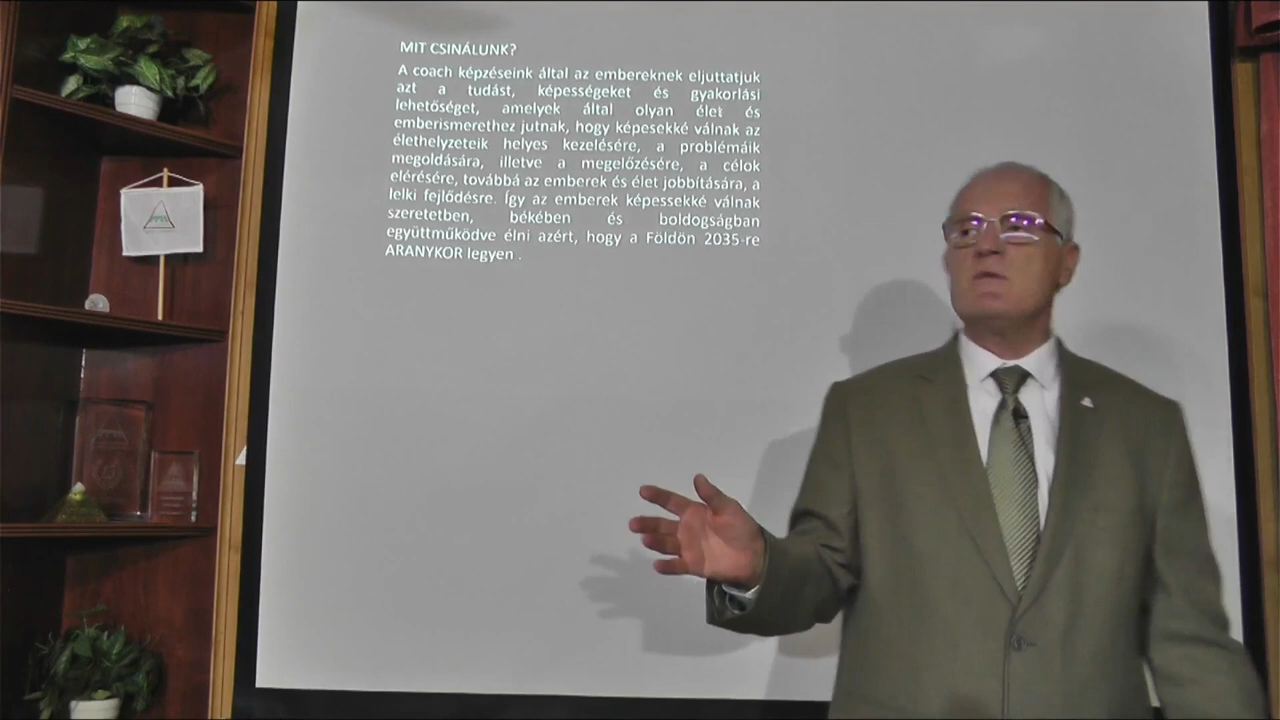 MIT CSINÁLUNK?
A coach képzéseink által az embereknek eljuttatjuk
azt a tudást, képességeket és gyakorlási
lehetőséget, amelyek által olyan élet és
emberismerethez jutnak, hogy képesekké válnak az
élethelyzeteik helyes kezelésére, a problémáik
megoldására, illetve a megelőzésére, a célok
elérésére, továbbá az emberek és élet jobbítására, a
lelki fejlődésre. Így az emberek képessekké válnak
szeretetben, békében és boldogságban
együttműködve élni azért, hogy a Földön 2035-re
ARANYKOR legyen .